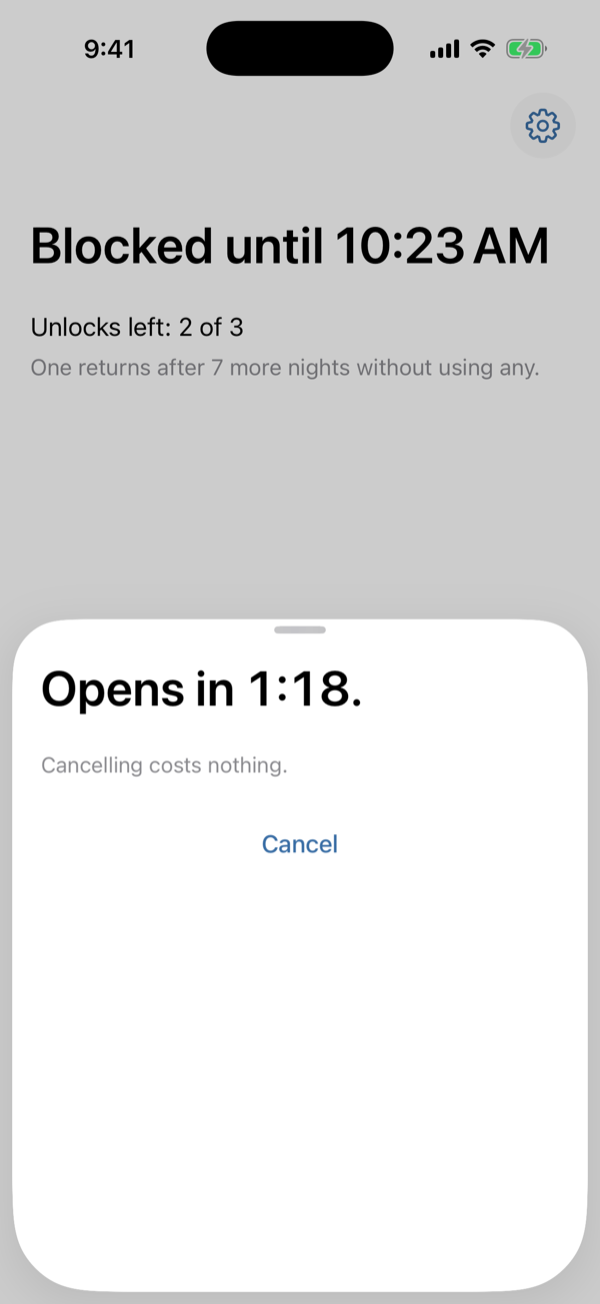 9:41
Blocked until 10:23 AM
Unlocks left: 2 of 3
One returns after 7 more nights without using any.
Opens in 1:18.
Cancelling costs nothing.
Cancel